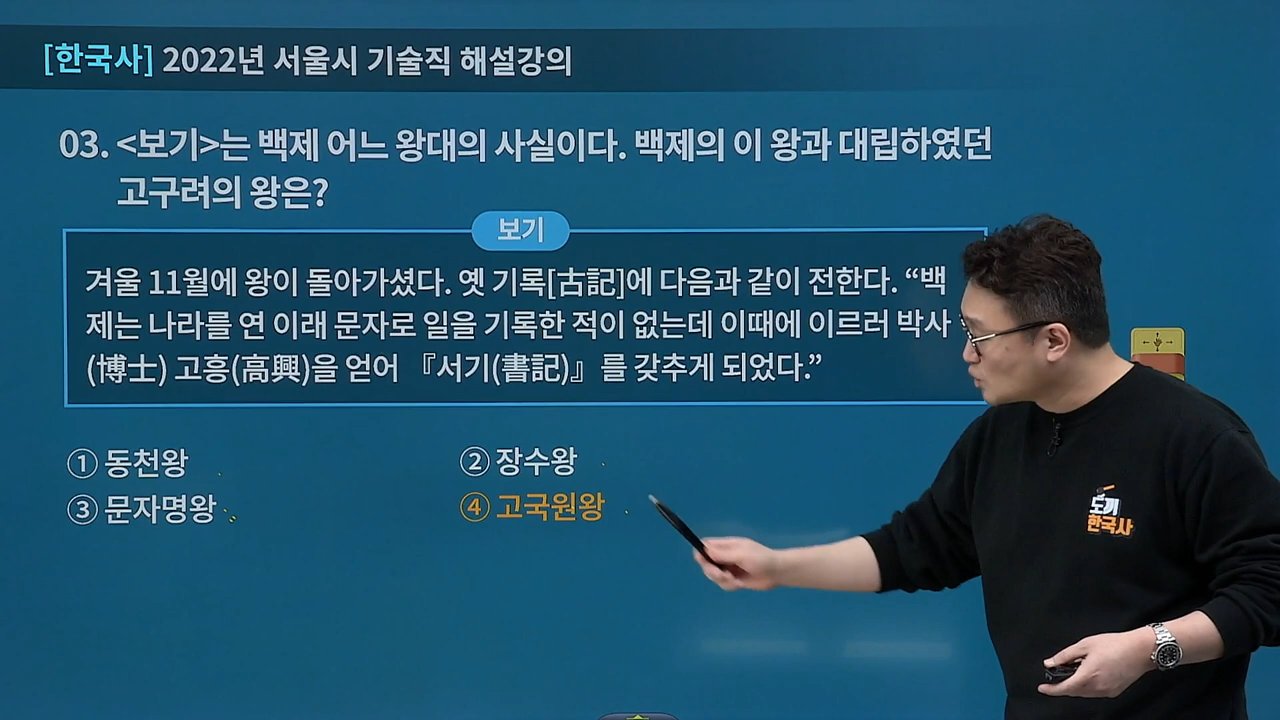 [한국사] 2022년 서울시 기술직 해설강의
03. <보기>는 백제 어느 왕대의 사실이다. 백제의 이 왕과 대립하였던
고구려의 왕은?
보기
겨울 11월에 왕이 돌아가셨다. 옛 기록[古記]에 다음과 같이 전한다. “백
제는 나라를 연 이래 문자로 일을 기록한 적이 없는데 이때에 이르러 박사
(博士) 고흥(高興)을 얻어 『서기(書記)』를 갖추게 되었다.”
① 동천왕
② 장수왕
③ 문자명왕
④ 고국원왕
도끼
한국사